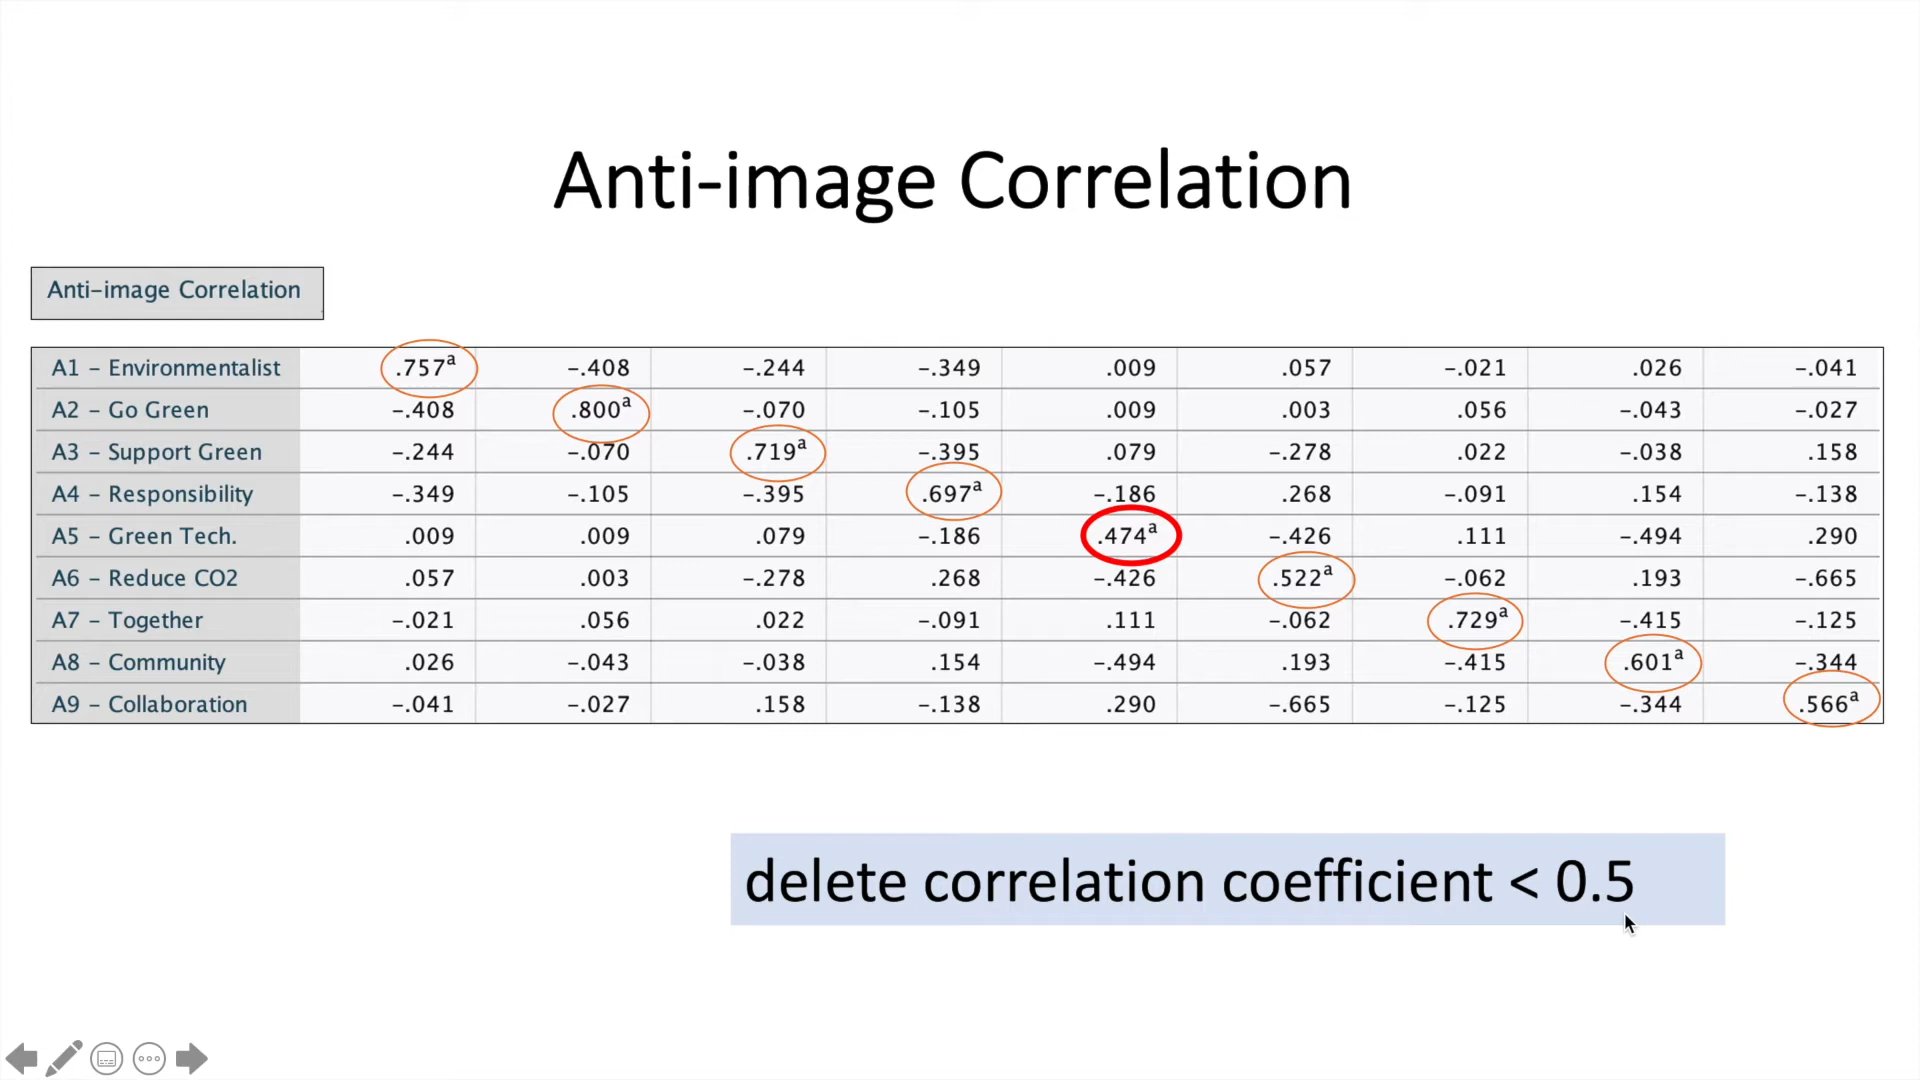 Anti-image Correlation
Anti-image Correlation
A1 – Environmentalist .757ᵃ –.408 –.244 –.349 .009 .057 –.021 .026 –.041
A2 – Go Green –.408 .800ᵃ –.070 –.105 .009 .003 .056 –.043 –.027
A3 – Support Green –.244 –.070 .719ᵃ –.395 .079 –.278 .022 –.038 .158
A4 – Responsibility –.349 –.105 –.395 .697ᵃ –.186 .268 –.091 .154 –.138
A5 – Green Tech. .009 .009 .079 –.186 .474ᵃ –.426 .111 –.494 .290
A6 – Reduce CO2 .057 .003 –.278 .268 –.426 .522ᵃ –.062 .193 –.665
A7 – Together –.021 .056 .022 –.091 .111 –.062 .729ᵃ –.415 –.125
A8 – Community .026 –.043 –.038 .154 –.494 .193 –.415 .601ᵃ –.344
A9 – Collaboration –.041 –.027 .158 –.138 .290 –.665 –.125 –.344 .566ᵃ
delete correlation coefficient < 0.5